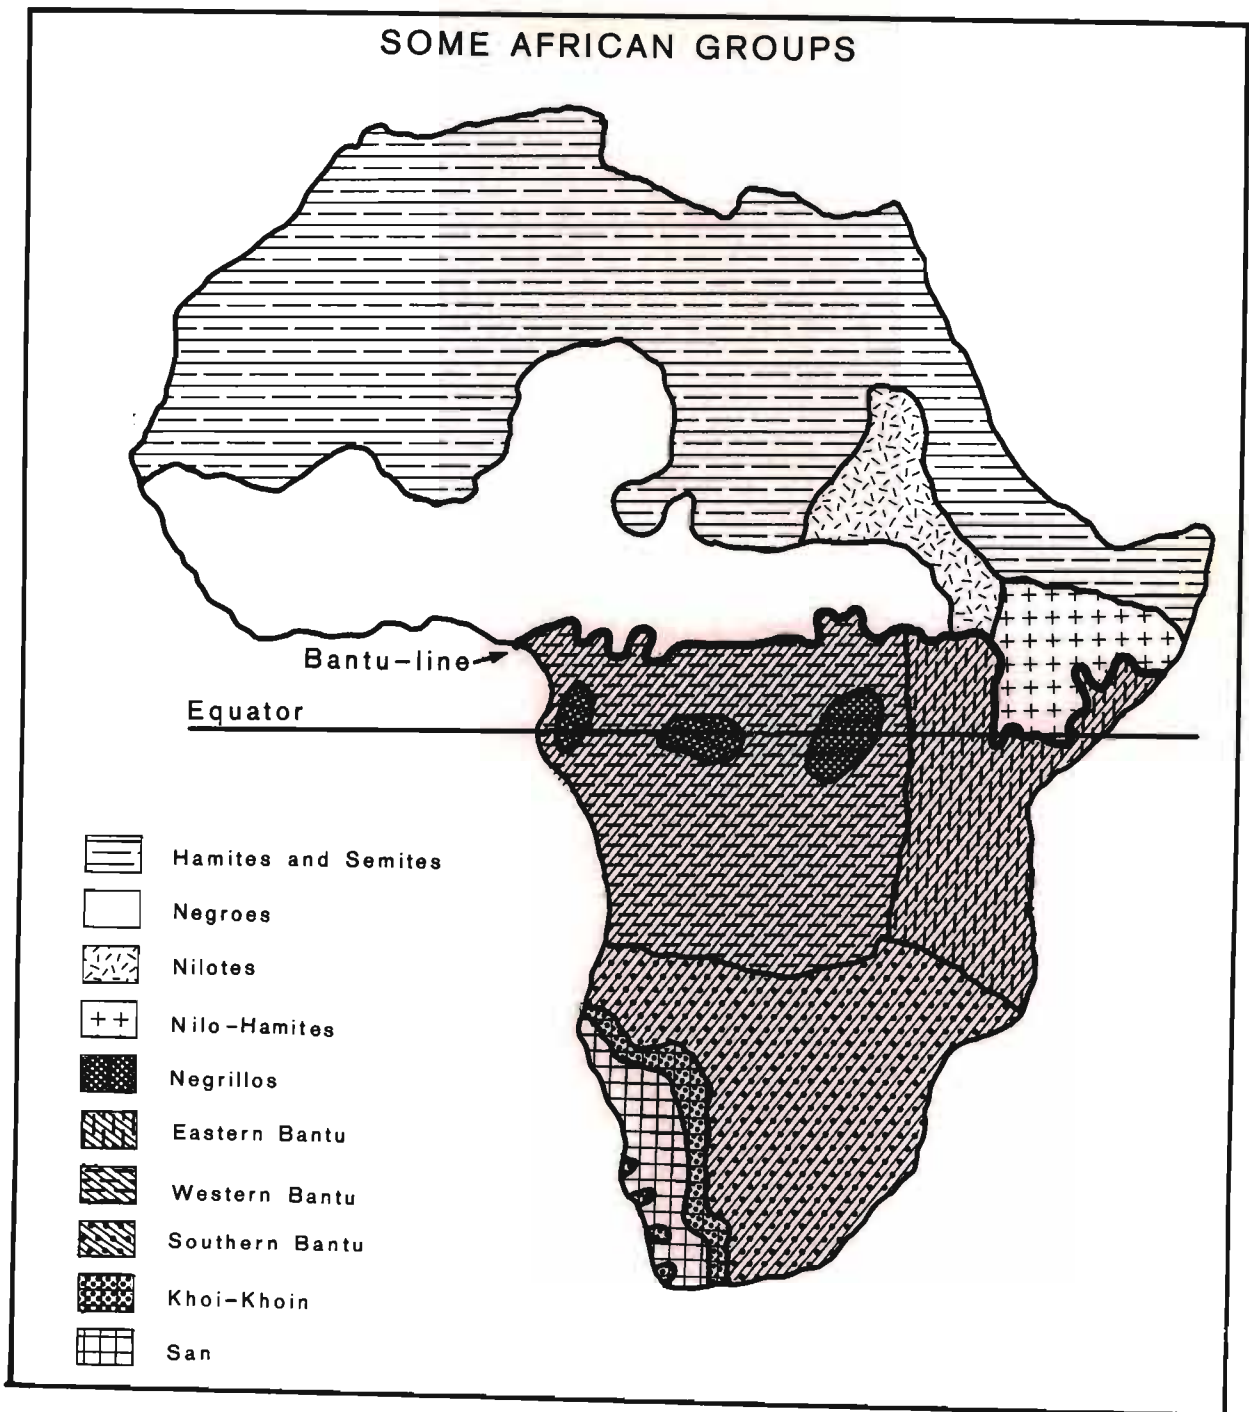 SOME AFRICAN GROUPS
Bantu-line
Equator
Hamites and Semites
Negroes
Nilotes
Nilo-Hamites
Negrillos
Eastern Bantu
Western Bantu
Southern Bantu
Khoi-Khoin
San